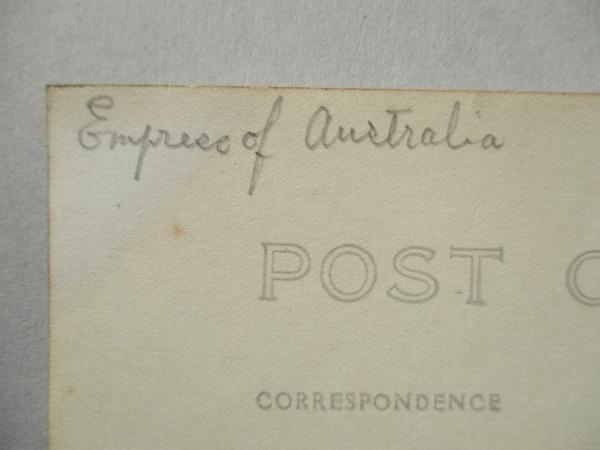 Empress of Australia
POST C
CORRESPONDENCE